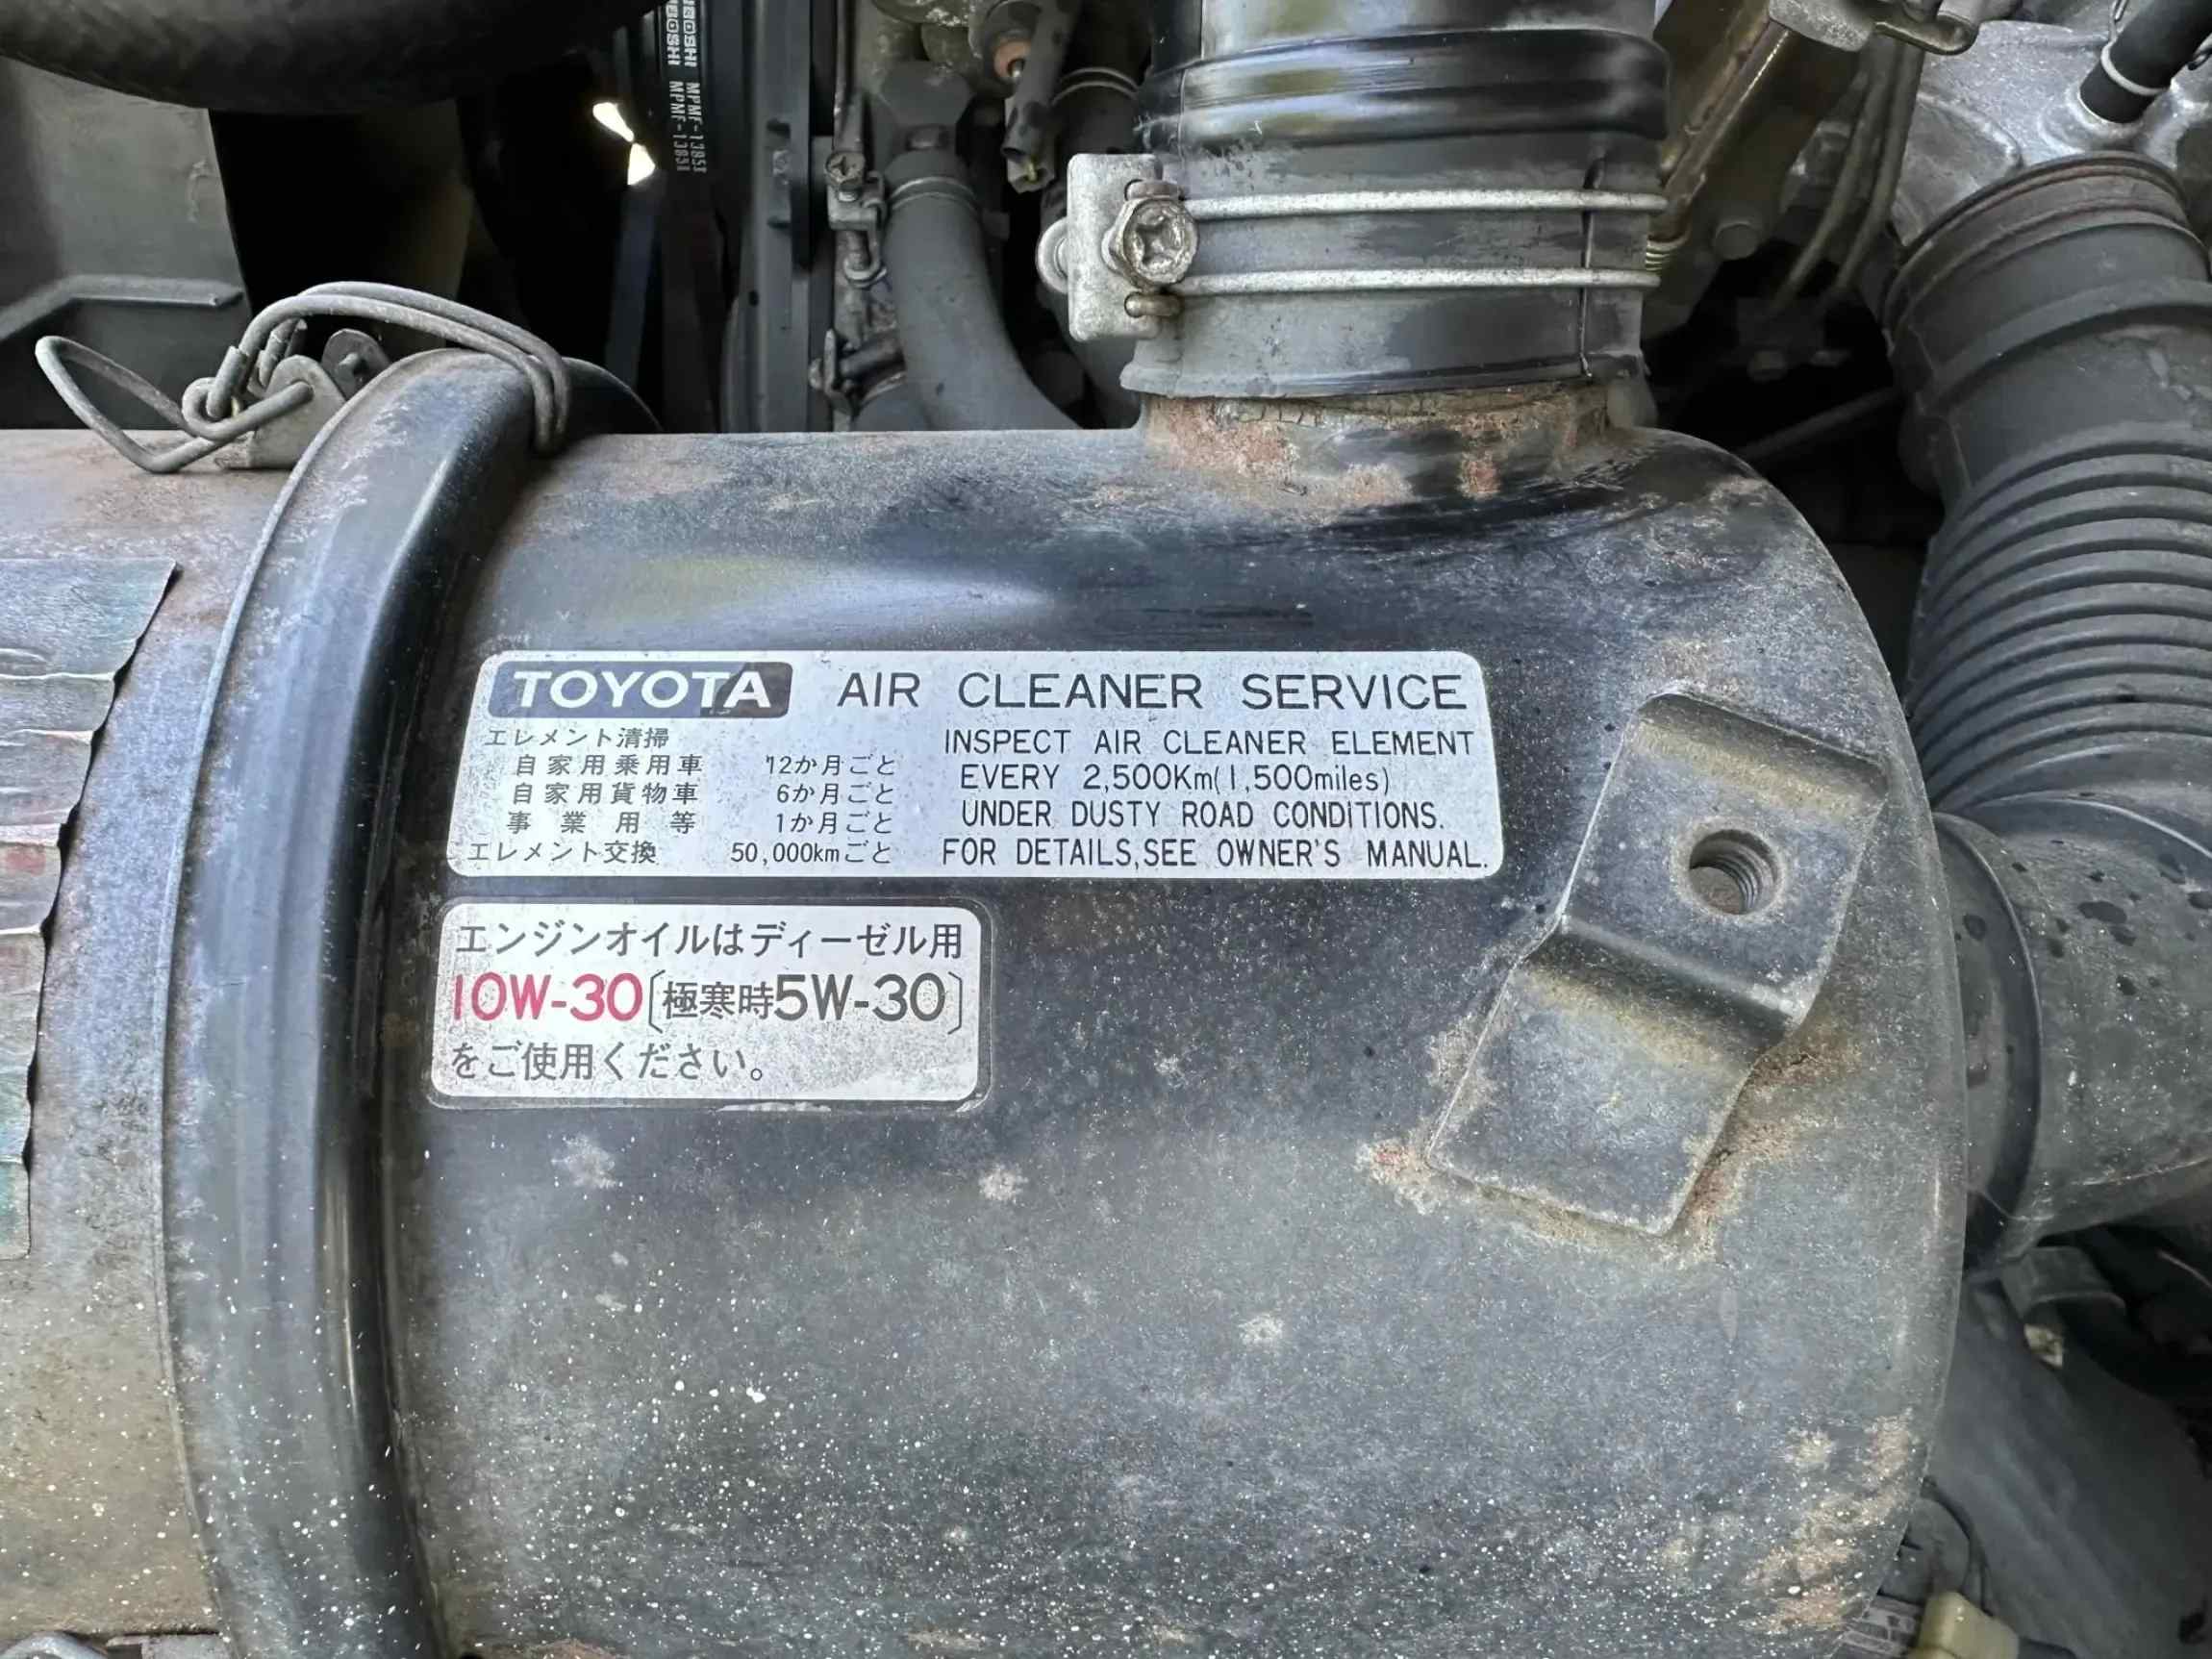 MPMF-13853
MPMF-13853
TOYOTA AIR CLEANER SERVICE
エレメント清掃
自家用乗用車 12か月ごと
自家用貨物車 6か月ごと
事業用等 1か月ごと
エレメント交換 50,000kmごと
INSPECT AIR CLEANER ELEMENT
EVERY 2,500Km(1,500miles)
UNDER DUSTY ROAD CONDITIONS.
FOR DETAILS,SEE OWNER'S MANUAL.
エンジンオイルはディーゼル用
10W-30〔極寒時5W-30〕
をご使用ください。